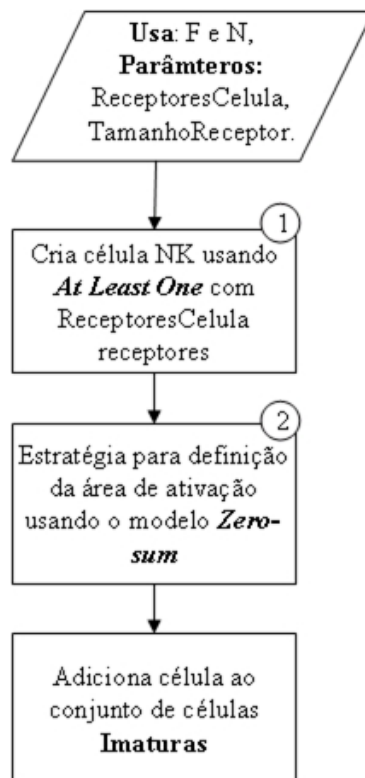 Usa: F e N,
Parâmteros:
ReceptoresCelula,
TamanhoReceptor.
1
Cria célula NK usando
At Least One com
ReceptoresCelula
receptores
2
Estratégia para definição
da área de ativação
usando o modelo Zero-
sum
Adiciona célula ao
conjunto de células
Imaturas